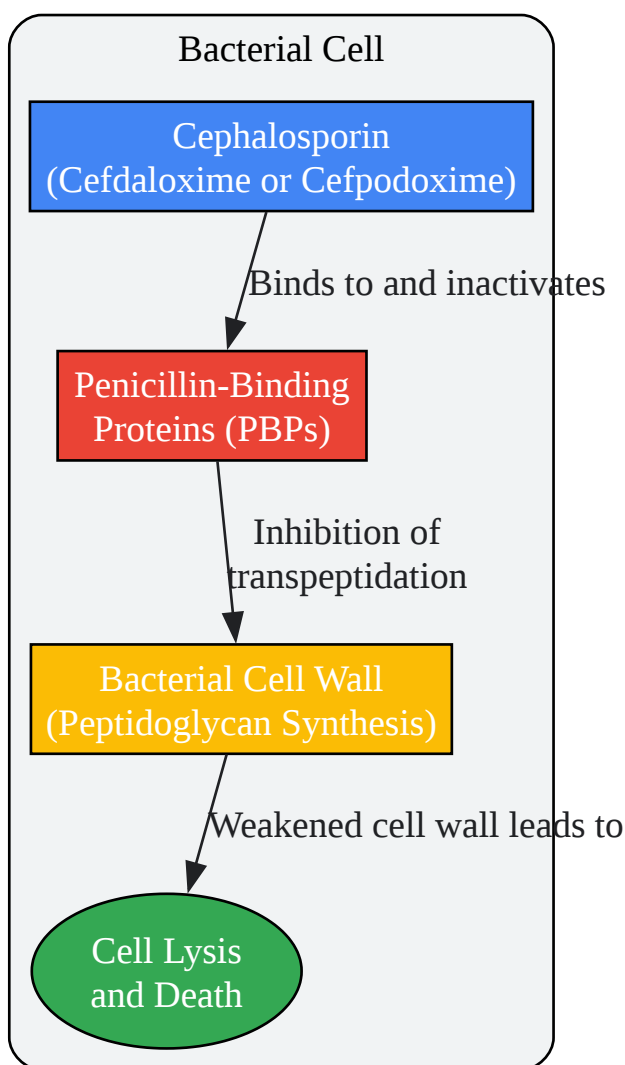 Bacterial Cell
Cephalosporin
(Cefdaloxime or Cefpodoxime)
Binds to and inactivates
Penicillin-Binding
Proteins (PBPs)
Inhibition of
transpeptidation
Bacterial Cell Wall
(Peptidoglycan Synthesis)
Weakened cell wall leads to
Cell Lysis
and Death